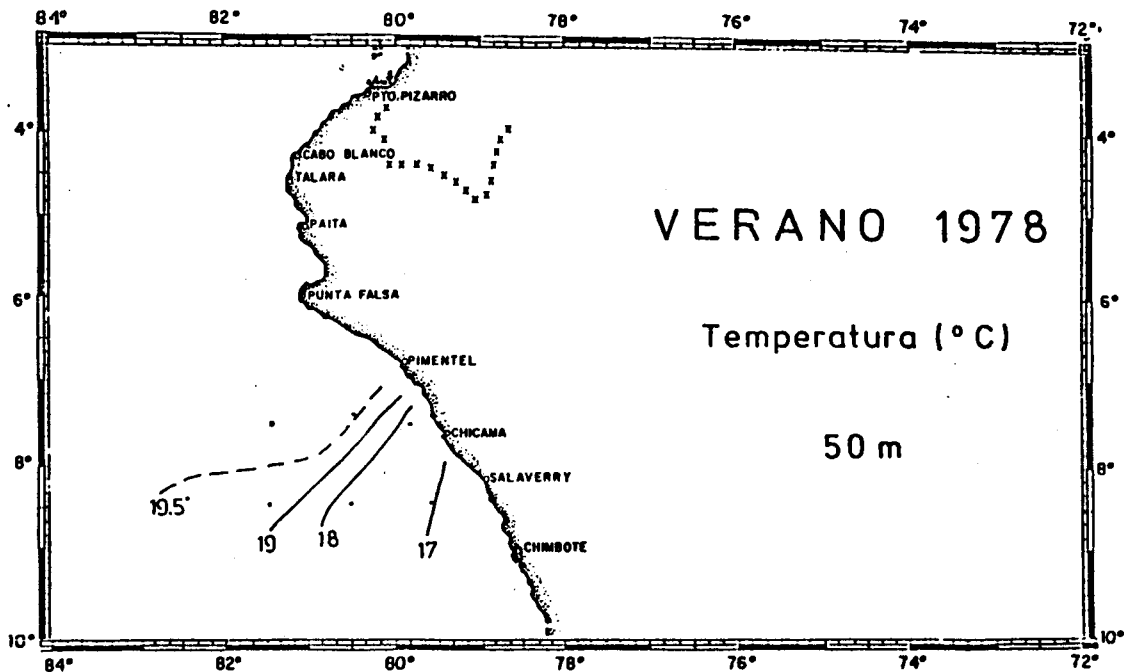 84° 82° 80° 78° 76° 74° 72°
PTO. PIZARRO
4° 4°
CABO BLANCO
TALARA
PAITA
VERANO 1978
PUNTA FALSA
6° 6°
Temperatura (°C)
PIMENTEL
CHICAMA
50 m
8° 8°
SALAVERRY
19.5°
19
18
17
CHIMBOTE
10° 10°
84° 82° 80° 78° 76° 74° 72°